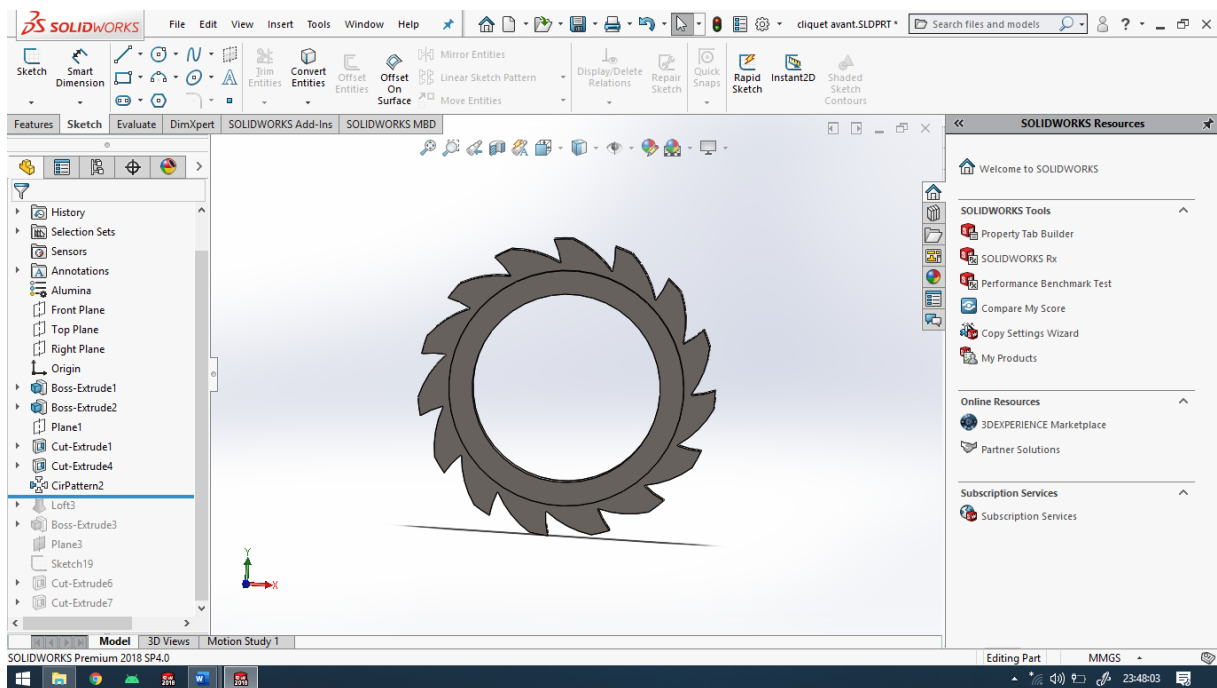 SOLIDWORKS File Edit View Insert Tools Window Help cliquet avant.SLDPRT * Search files and models ?
Sketch Smart Dimension Trim Entities Convert Entities Offset Entities Offset On Surface Mirror Entities Linear Sketch Pattern Move Entities Display/Delete Relations Repair Sketch Quick Snaps Rapid Sketch Instant2D Shaded Sketch Contours
Features Sketch Evaluate DimXpert SOLIDWORKS Add-Ins SOLIDWORKS MBD
History
Selection Sets
Sensors
Annotations
Alumina
Front Plane
Top Plane
Right Plane
Origin
Boss-Extrude1
Boss-Extrude2
Plane1
Cut-Extrude1
Cut-Extrude4
CirPattern2
Loft3
Boss-Extrude3
Plane3
Sketch19
Cut-Extrude6
Cut-Extrude7
Y
X
SOLIDWORKS Resources
Welcome to SOLIDWORKS
SOLIDWORKS Tools
Property Tab Builder
SOLIDWORKS Rx
Performance Benchmark Test
Compare My Score
Copy Settings Wizard
My Products
Online Resources
3DEXPERIENCE Marketplace
Partner Solutions
Subscription Services
Subscription Services
Model 3D Views Motion Study 1
SOLIDWORKS Premium 2018 SP4.0 Editing Part MMGS
2018 2018 23:48:03